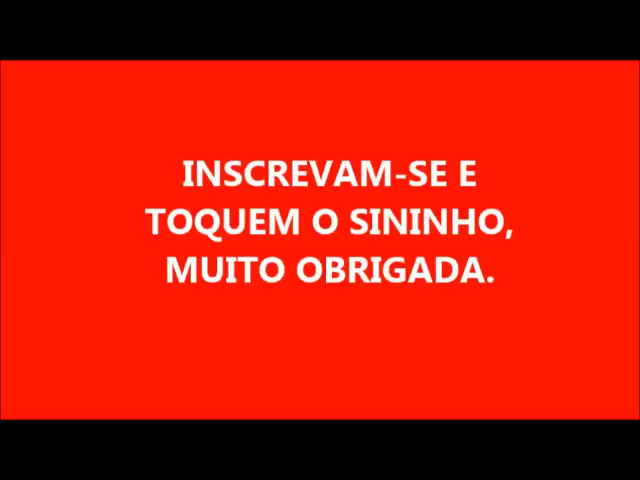 INSCREVAM-SE E
TOQUEM O SININHO,
MUITO OBRIGADA.